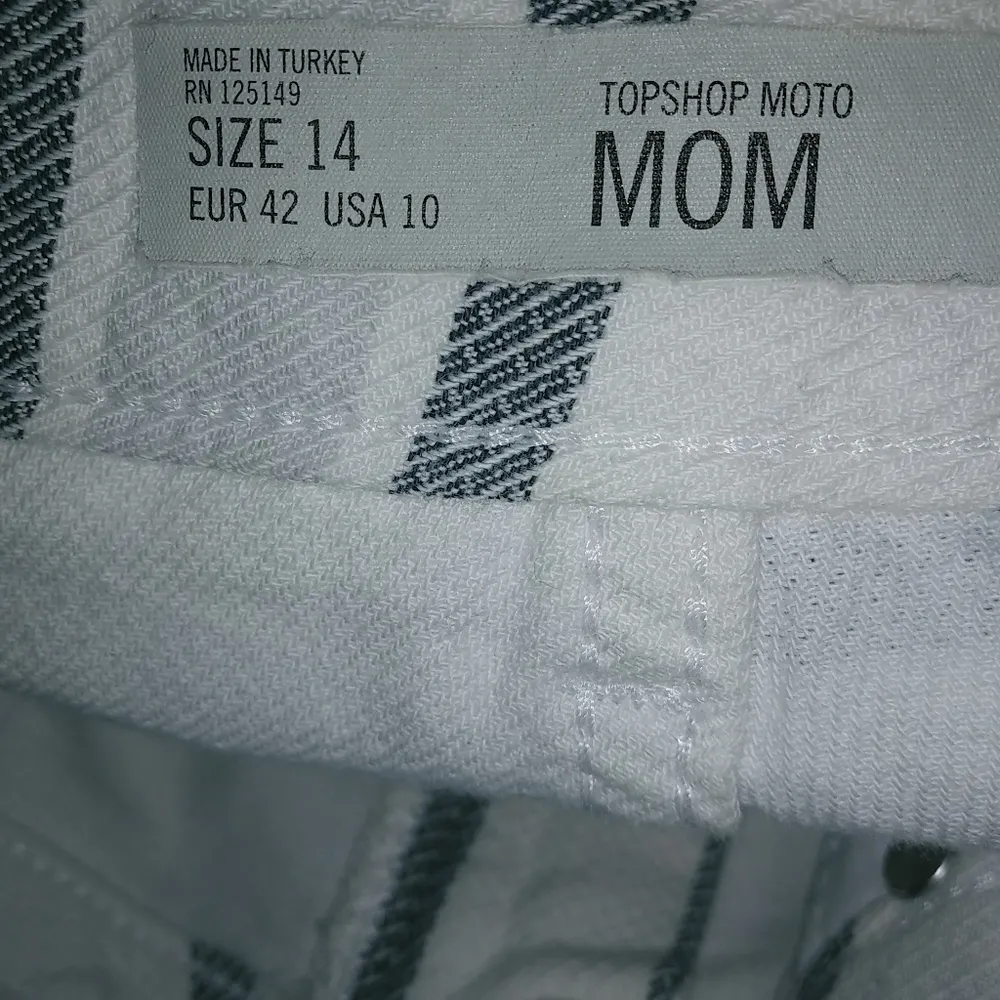 MADE IN TURKEY
RN 125149
SIZE 14
EUR 42 USA 10
TOPSHOP MOTO
MOM